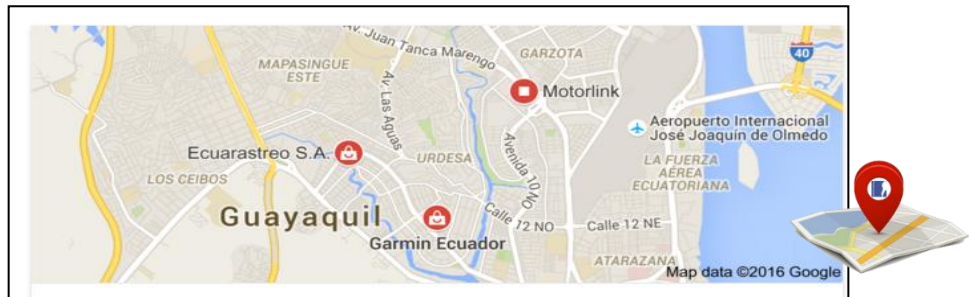 Av. Juan Tanca Marengo
GARZOTA
40
MAPASINGUE
ESTE
Av. Las Aguas
Motorlink
Aeropuerto Internacional
José Joaquín de Olmedo
Ecuarastreo S.A.
URDESA
Avenida 10 NO
LA FUERZA
AÉREA
ECUATORIANA
LOS CEIBOS
Guayaquil
Calle 12 NO
Calle 12 NE
Garmin Ecuador
ATARAZANA
Map data ©2016 Google